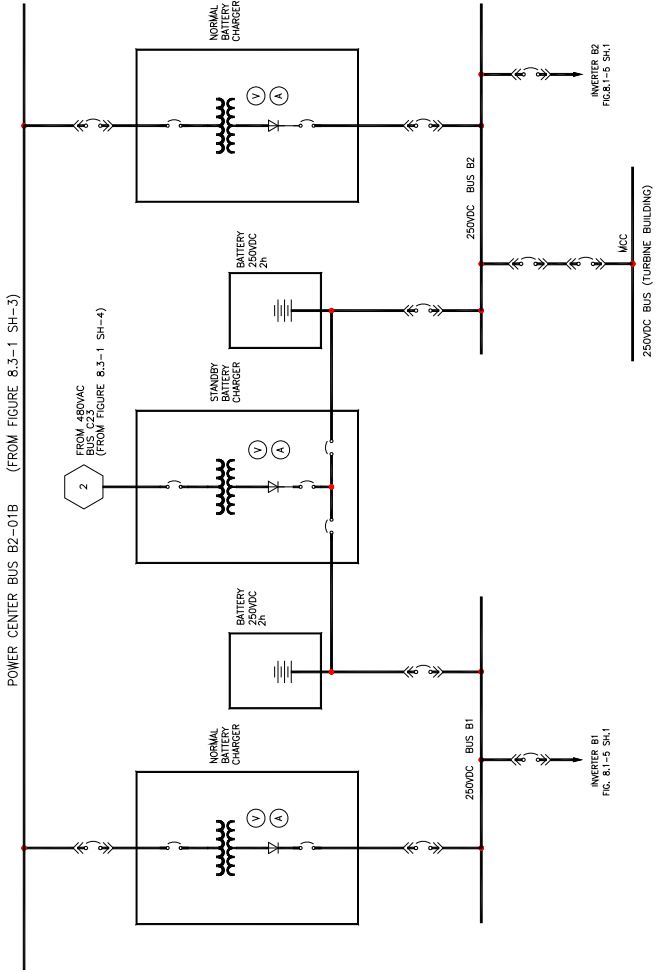 POWER CENTER BUS B2-01B (FROM FIGURE 8.3-1 SH-3)
NORMAL
BATTERY
CHARGER
V
A
BATTERY
250VDC
2h
2
FROM 480VAC
BUS C23
(FROM FIGURE 8.3-1 SH-4)
STANDBY
BATTERY
CHARGER
V
A
BATTERY
250VDC
2h
NORMAL
BATTERY
CHARGER
V
A
250VDC BUS B1
INVERTER B1
FIG. 8.1-5 SH.1
250VDC BUS B2
MCC
250VDC BUS (TURBINE BUILDING)
INVERTER B2
FIG.8.1-5 SH.1